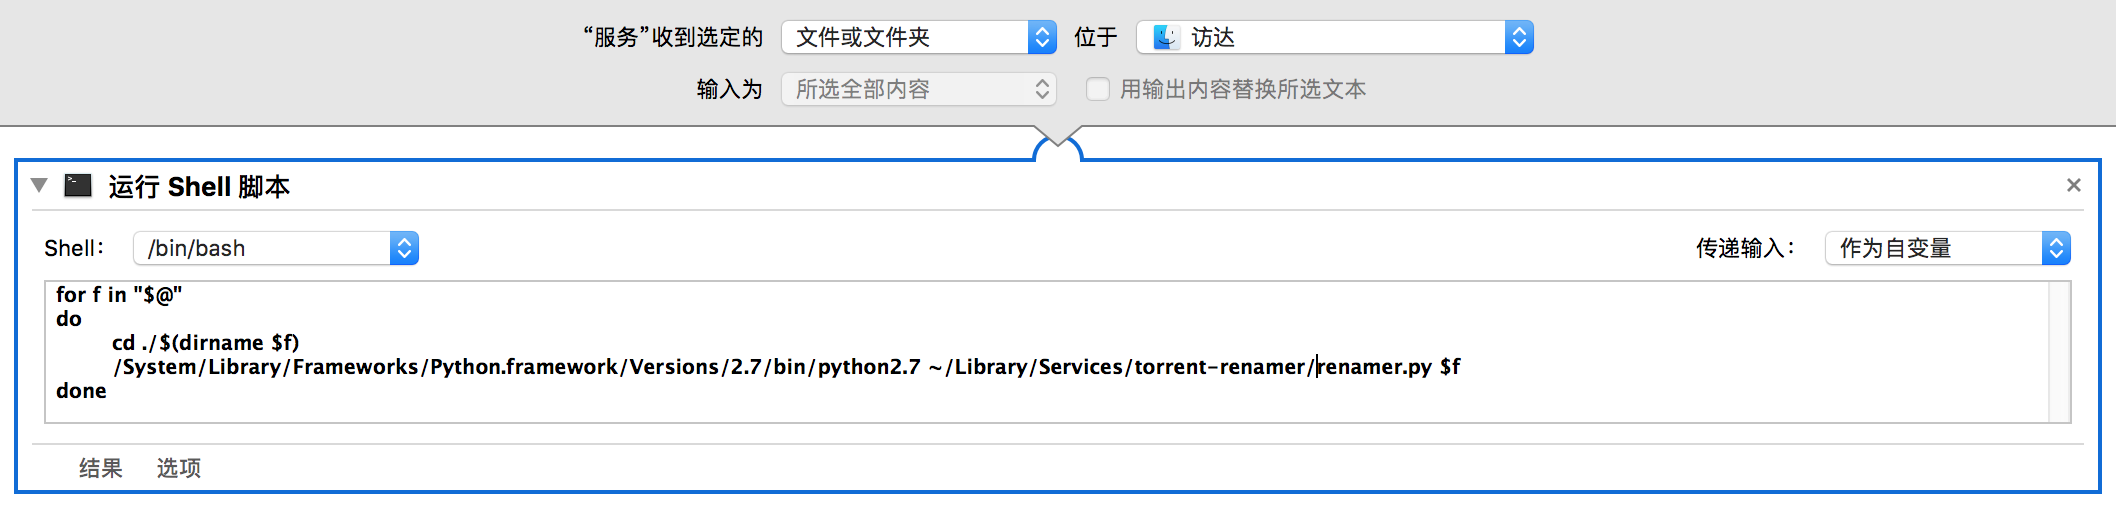 “服务”收到选定的 文件或文件夹 位于 访达
输入为 所选全部内容 用输出内容替换所选文本
运行 Shell 脚本
Shell： /bin/bash 传递输入： 作为自变量
for f in "$@"
do
cd ./$(dirname $f)
/System/Library/Frameworks/Python.framework/Versions/2.7/bin/python2.7 ~/Library/Services/torrent-renamer/renamer.py $f
done
结果 选项